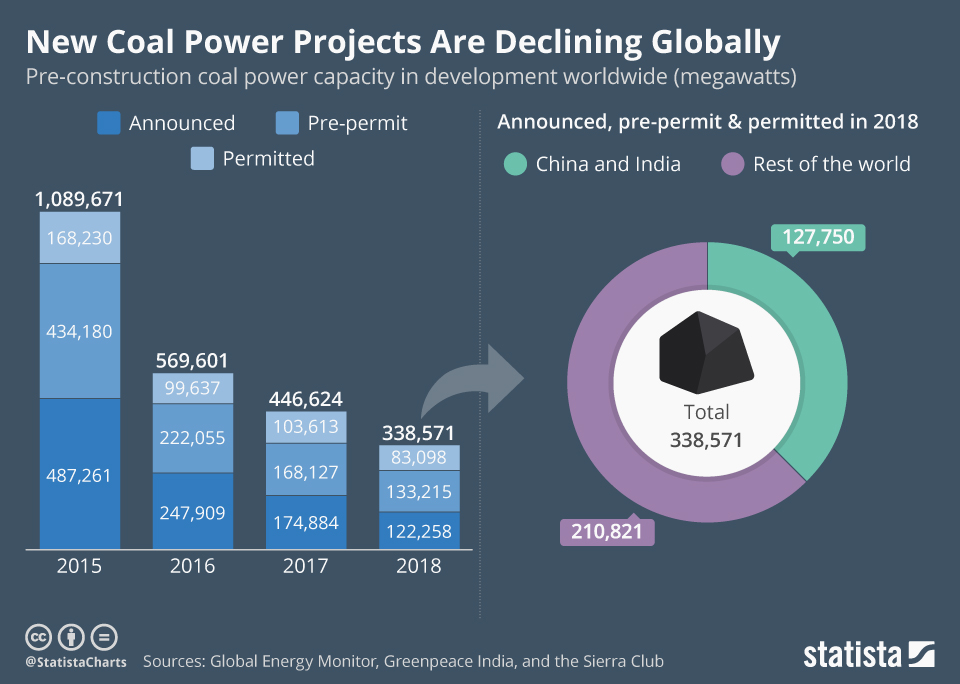 New Coal Power Projects Are Declining Globally
Pre-construction coal power capacity in development worldwide (megawatts)
Announced
Pre-permit
Permitted
1,089,671
168,230
434,180
487,261
569,601
99,637
222,055
247,909
446,624
103,613
168,127
174,884
338,571
83,098
133,215
122,258
2015
2016
2017
2018
Announced, pre-permit & permitted in 2018
China and India
Rest of the world
127,750
Total
338,571
210,821
cc
@StatistaCharts
Sources: Global Energy Monitor, Greenpeace India, and the Sierra Club
statista